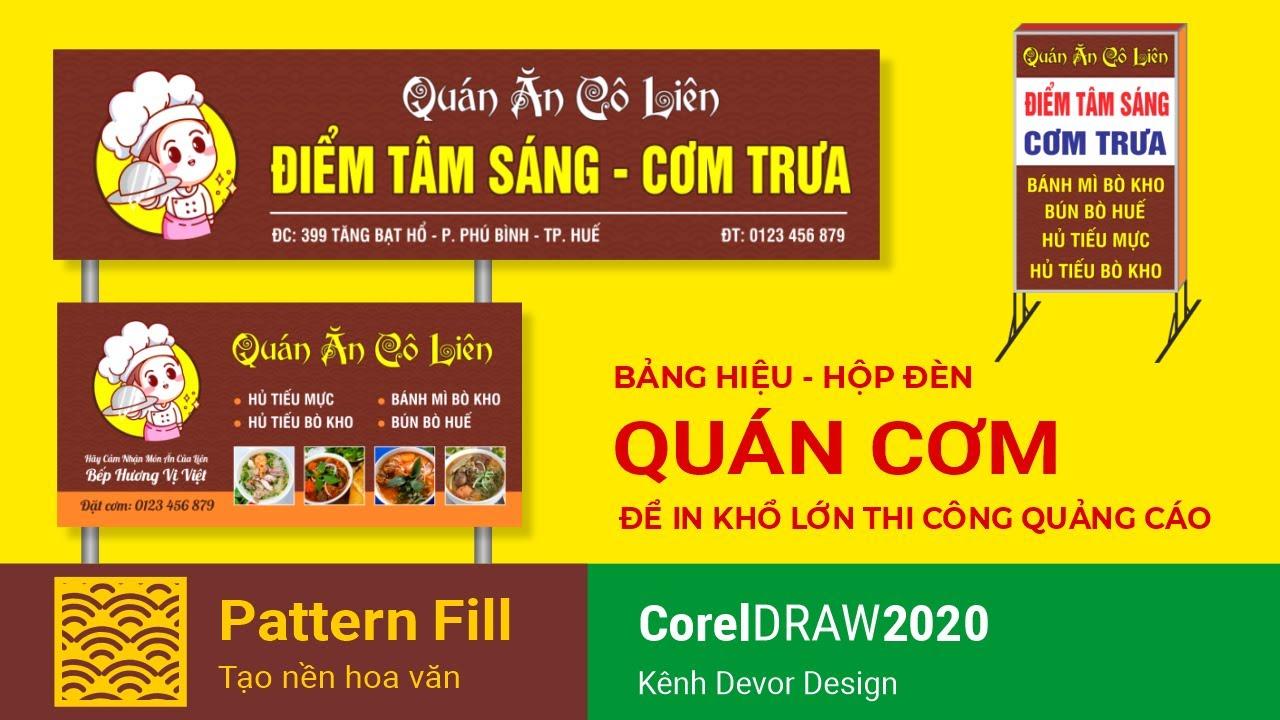 Quán Ăn Cô Liên
ĐIỂM TÂM SÁNG - CƠM TRƯA
ĐC: 399 TĂNG BẠT HỔ - P. PHÚ BÌNH - TP. HUẾ ĐT: 0123 456 879
Quán Ăn Cô Liên
ĐIỂM TÂM SÁNG
CƠM TRƯA
BÁNH MÌ BÒ KHO
BÚN BÒ HUẾ
HỦ TIẾU MỰC
HỦ TIẾU BÒ KHO
Quán Ăn Cô Liên
• HỦ TIẾU MỰC • BÁNH MÌ BÒ KHO
• HỦ TIẾU BÒ KHO • BÚN BÒ HUẾ
Hãy Cảm Nhận Món Ăn Của Liên
Bếp Hương Vị Việt
Đặt cơm: 0123 456 879
BẢNG HIỆU - HỘP ĐÈN
QUÁN CƠM
ĐỂ IN KHỔ LỚN THI CÔNG QUẢNG CÁO
Pattern Fill
Tạo nền hoa văn
CorelDRAW2020
Kênh Devor Design